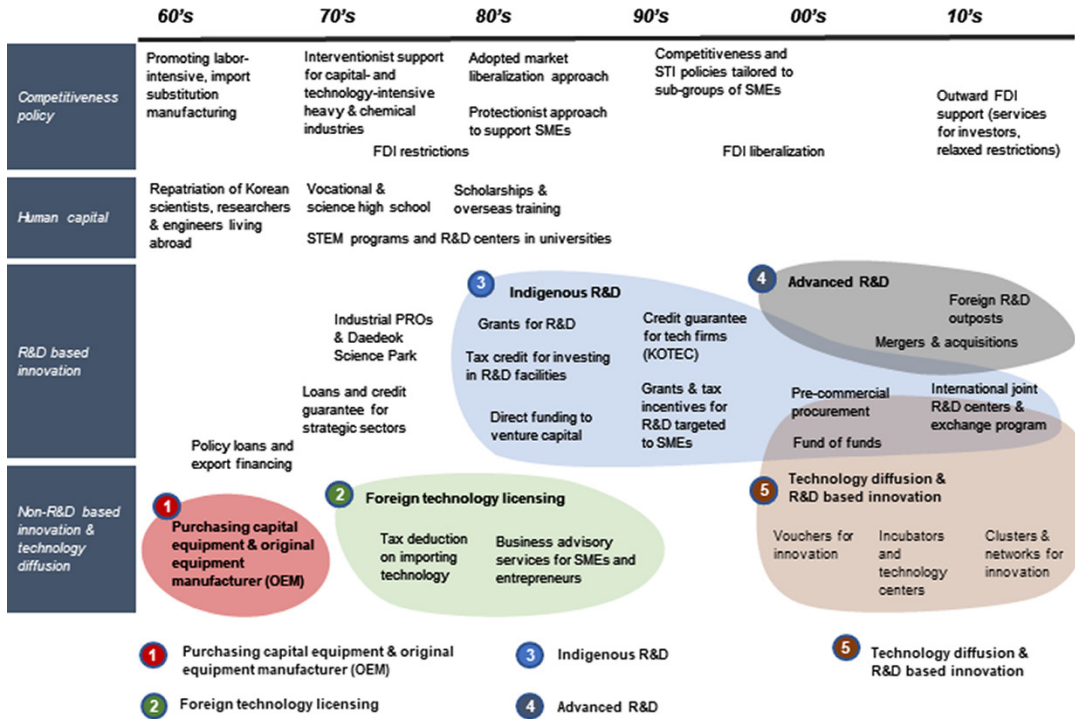 60's 70's 80's 90's 00's 10's
Competitiveness
policy
Promoting labor-
intensive, import
substitution
manufacturing
Interventionist support
for capital- and
technology-intensive
heavy & chemical
industries
Adopted market
liberalization approach
Protectionist approach
to support SMEs
FDI restrictions
Competitiveness and
STI policies tailored to
sub-groups of SMEs
FDI liberalization
Outward FDI
support (services
for investors,
relaxed restrictions)
Human capital
Repatriation of Korean
scientists, researchers
& engineers living
abroad
Vocational &
science high school
Scholarships &
overseas training
STEM programs and R&D centers in universities
R&D based
innovation
Policy loans and
export financing
Industrial PROs
& Daedeok
Science Park
Loans and credit
guarantee for
strategic sectors
3
Indigenous R&D
Grants for R&D
Tax credit for investing
in R&D facilities
Direct funding to
venture capital
Credit guarantee
for tech firms
(KOTEC)
Grants & tax
incentives for
R&D targeted
to SMEs
4
Advanced R&D
Foreign R&D
outposts
Mergers & acquisitions
Pre-commercial
procurement
Fund of funds
International joint
R&D centers &
exchange program
Non-R&D based
innovation &
technology
diffusion
1
Purchasing capital
equipment & original
equipment
manufacturer (OEM)
2
Foreign technology licensing
Tax deduction
on importing
technology
Business advisory
services for SMEs and
entrepreneurs
5
Technology diffusion &
R&D based innovation
Vouchers for
innovation
Incubators
and
technology
centers
Clusters &
networks for
innovation
1 Purchasing capital equipment & original
equipment manufacturer (OEM)
2 Foreign technology licensing
3 Indigenous R&D
4 Advanced R&D
5 Technology diffusion &
R&D based innovation